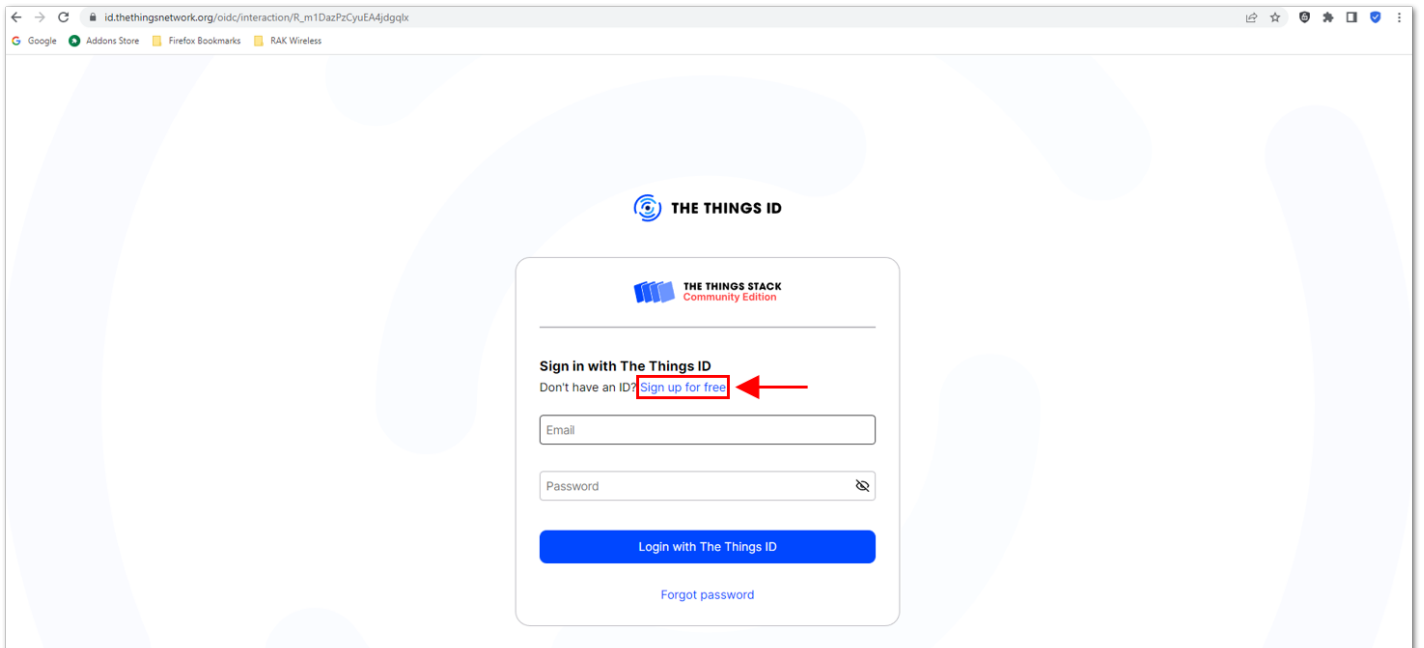 id.thethingsnetwork.org/oidc/interaction/R_m1DazPzCyuEA4jdgqlx
Google Addons Store Firefox Bookmarks RAK Wireless
THE THINGS ID
THE THINGS STACK
Community Edition
Sign in with The Things ID
Don't have an ID? Sign up for free
Email
Password
Login with The Things ID
Forgot password